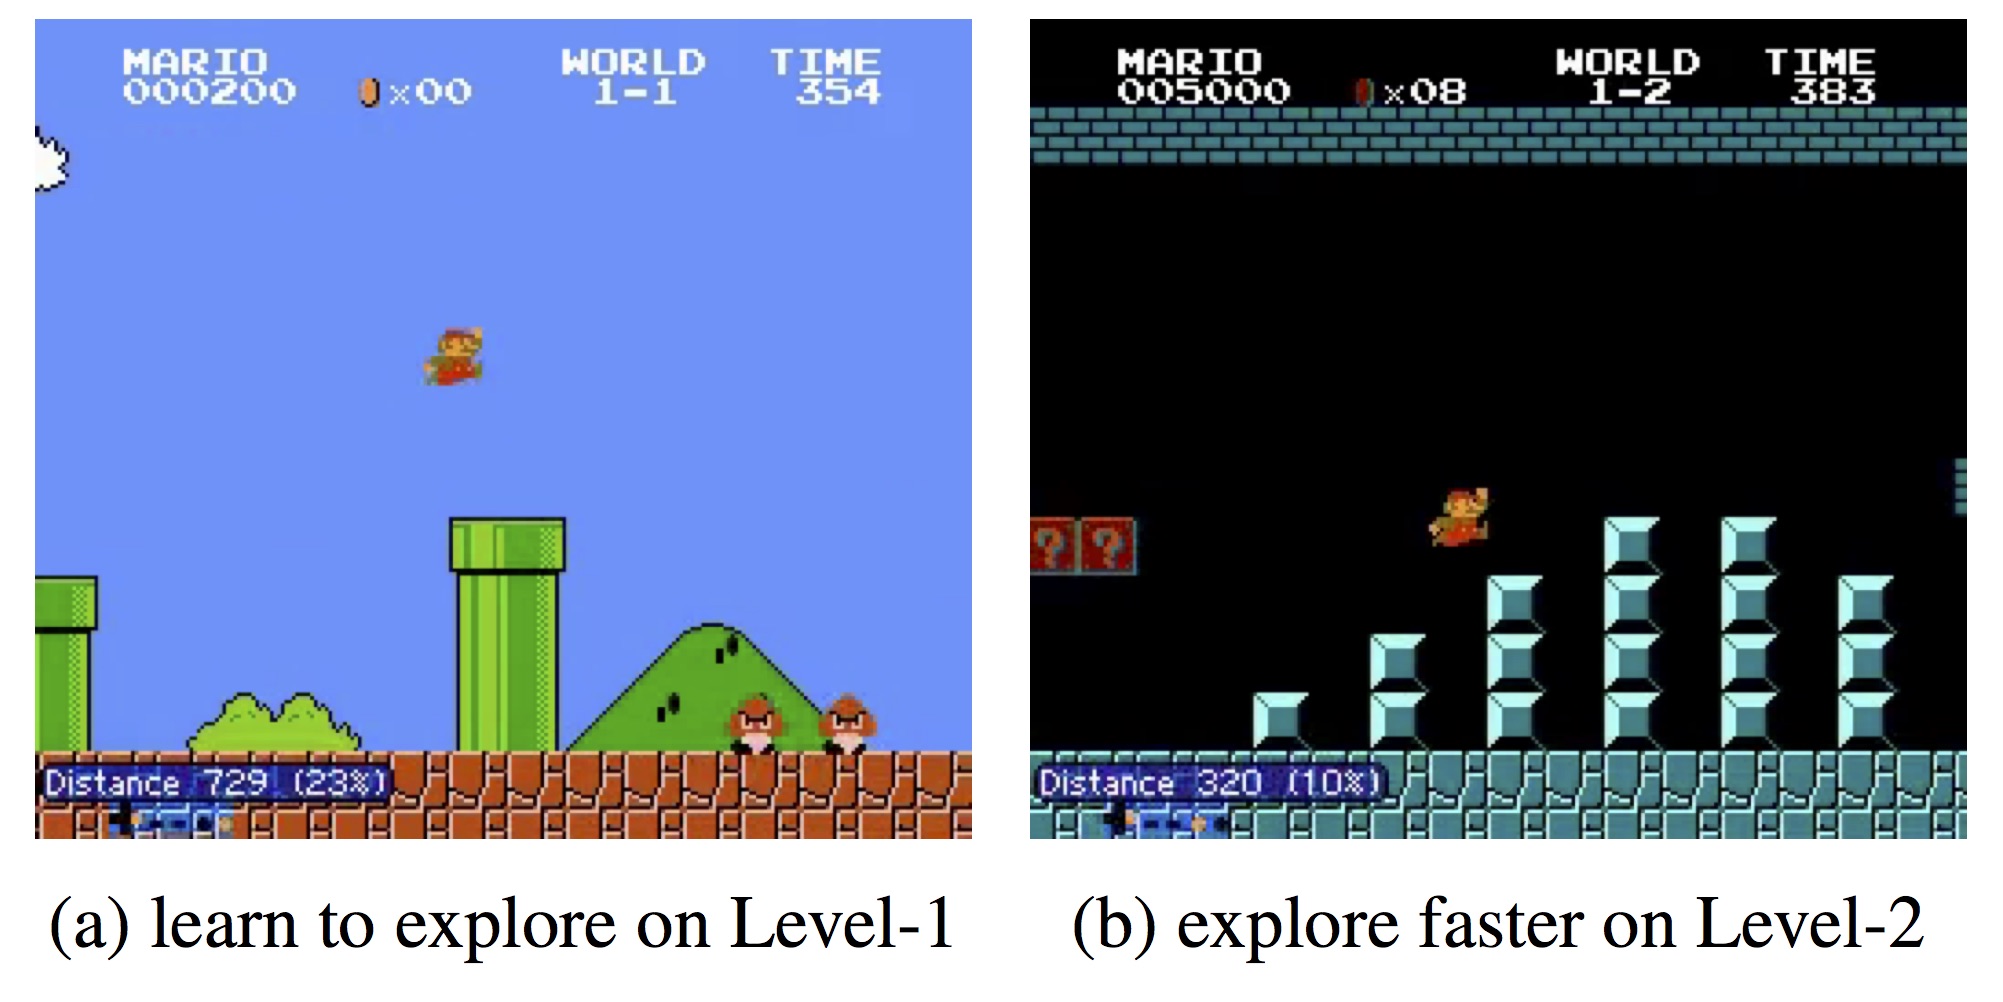 MARIO WORLD TIME
000200 ×00 1-1 354
Distance 729 (23%)
MARIO WORLD TIME
005000 ×08 1-2 383
? ?
Distance 320 (10%)
(a) learn to explore on Level-1
(b) explore faster on Level-2